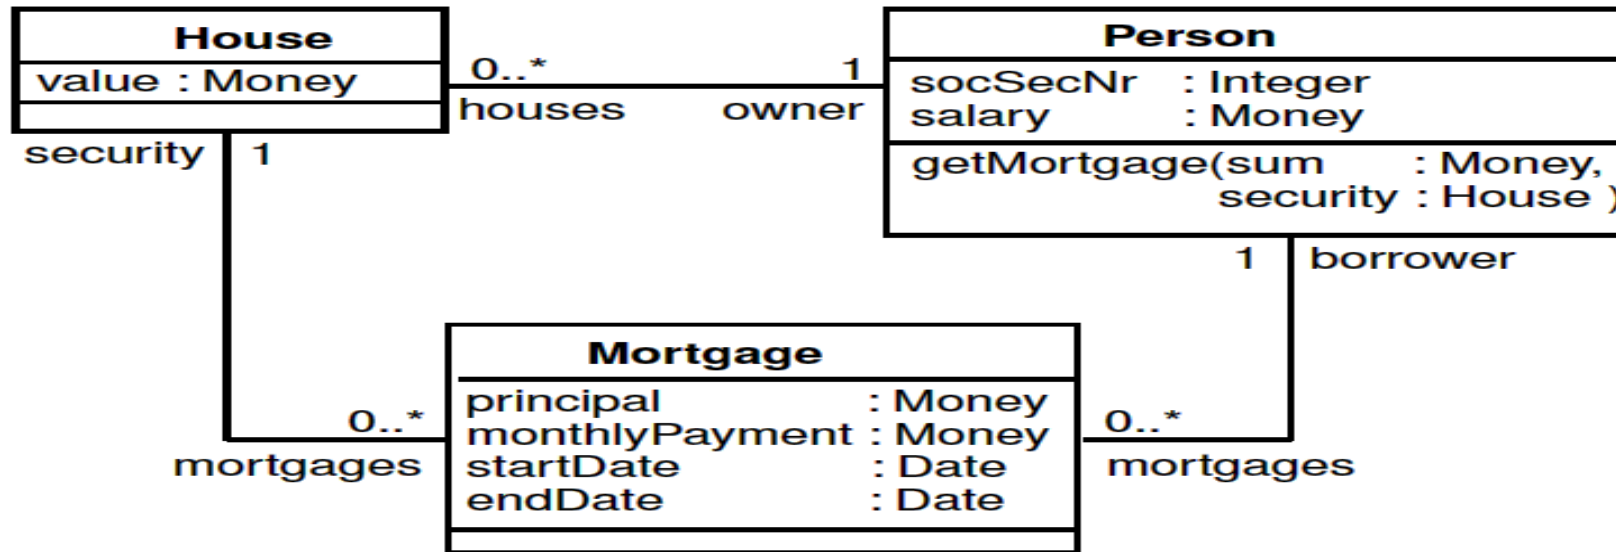 House
value : Money
0..*
houses
1
owner
Person
socSecNr : Integer
salary : Money
getMortgage(sum : Money,
security : House )
security
1
1
borrower
Mortgage
principal : Money
monthlyPayment : Money
startDate : Date
endDate : Date
0..*
mortgages
0..*
mortgages